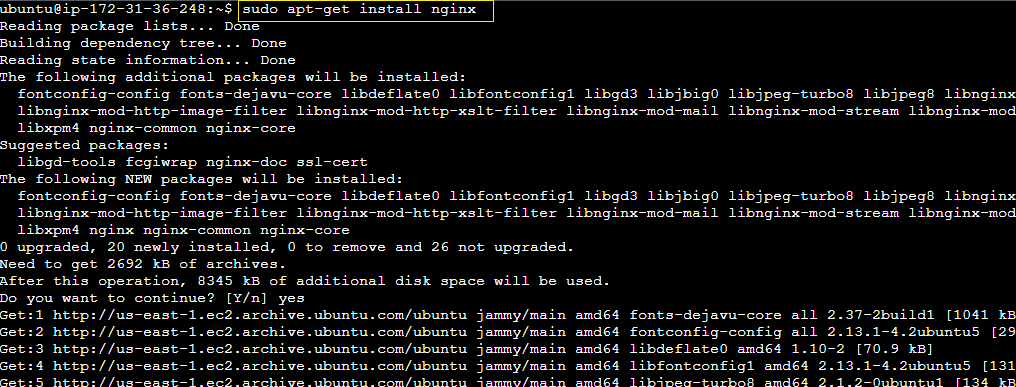 ubuntu@ip-172-31-36-248:~$ sudo apt-get install nginx
Reading package lists... Done
Building dependency tree... Done
Reading state information... Done
The following additional packages will be installed:
  fontconfig-config fonts-dejavu-core libdeflate0 libfontconfig1 libgd3 libjbig0 libjpeg-turbo8 libjpeg8 libnginx
  libnginx-mod-http-image-filter libnginx-mod-http-xslt-filter libnginx-mod-mail libnginx-mod-stream libnginx-mod
  libxpm4 nginx-common nginx-core
Suggested packages:
  libgd-tools fcgiwrap nginx-doc ssl-cert
The following NEW packages will be installed:
  fontconfig-config fonts-dejavu-core libdeflate0 libfontconfig1 libgd3 libjbig0 libjpeg-turbo8 libjpeg8 libnginx
  libnginx-mod-http-image-filter libnginx-mod-http-xslt-filter libnginx-mod-mail libnginx-mod-stream libnginx-mod
  libxpm4 nginx nginx-common nginx-core
0 upgraded, 20 newly installed, 0 to remove and 26 not upgraded.
Need to get 2692 kB of archives.
After this operation, 8345 kB of additional disk space will be used.
Do you want to continue? [Y/n] yes
Get:1 http://us-east-1.ec2.archive.ubuntu.com/ubuntu jammy/main amd64 fonts-dejavu-core all 2.37-2build1 [1041 kB
Get:2 http://us-east-1.ec2.archive.ubuntu.com/ubuntu jammy/main amd64 fontconfig-config all 2.13.1-4.2ubuntu5 [29
Get:3 http://us-east-1.ec2.archive.ubuntu.com/ubuntu jammy/main amd64 libdeflate0 amd64 1.10-2 [70.9 kB]
Get:4 http://us-east-1.ec2.archive.ubuntu.com/ubuntu jammy/main amd64 libfontconfig1 amd64 2.13.1-4.2ubuntu5 [131
Get:5 http://us-east-1.ec2.archive.ubuntu.com/ubuntu jammy/main amd64 libjpeg-turbo8 amd64 2.1.2-0ubuntu1 [134 kB